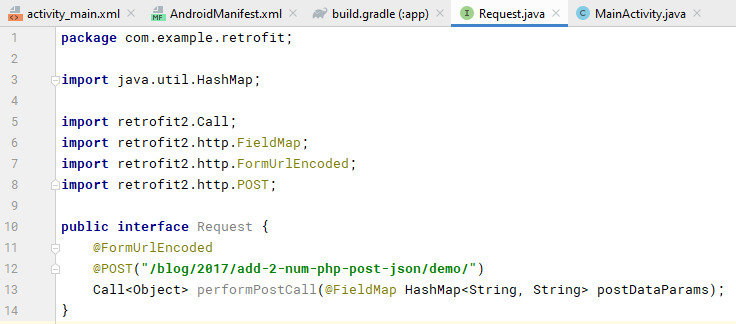 activity_main.xml AndroidManifest.xml build.gradle (:app) Request.java MainActivity.java
1 package com.example.retrofit;
2
3 import java.util.HashMap;
4
5 import retrofit2.Call;
6 import retrofit2.http.FieldMap;
7 import retrofit2.http.FormUrlEncoded;
8 import retrofit2.http.POST;
9
10 public interface Request {
11 @FormUrlEncoded
12 @POST("/blog/2017/add-2-num-php-post-json/demo/")
13 Call<Object> performPostCall(@FieldMap HashMap<String, String> postDataParams);
14 }